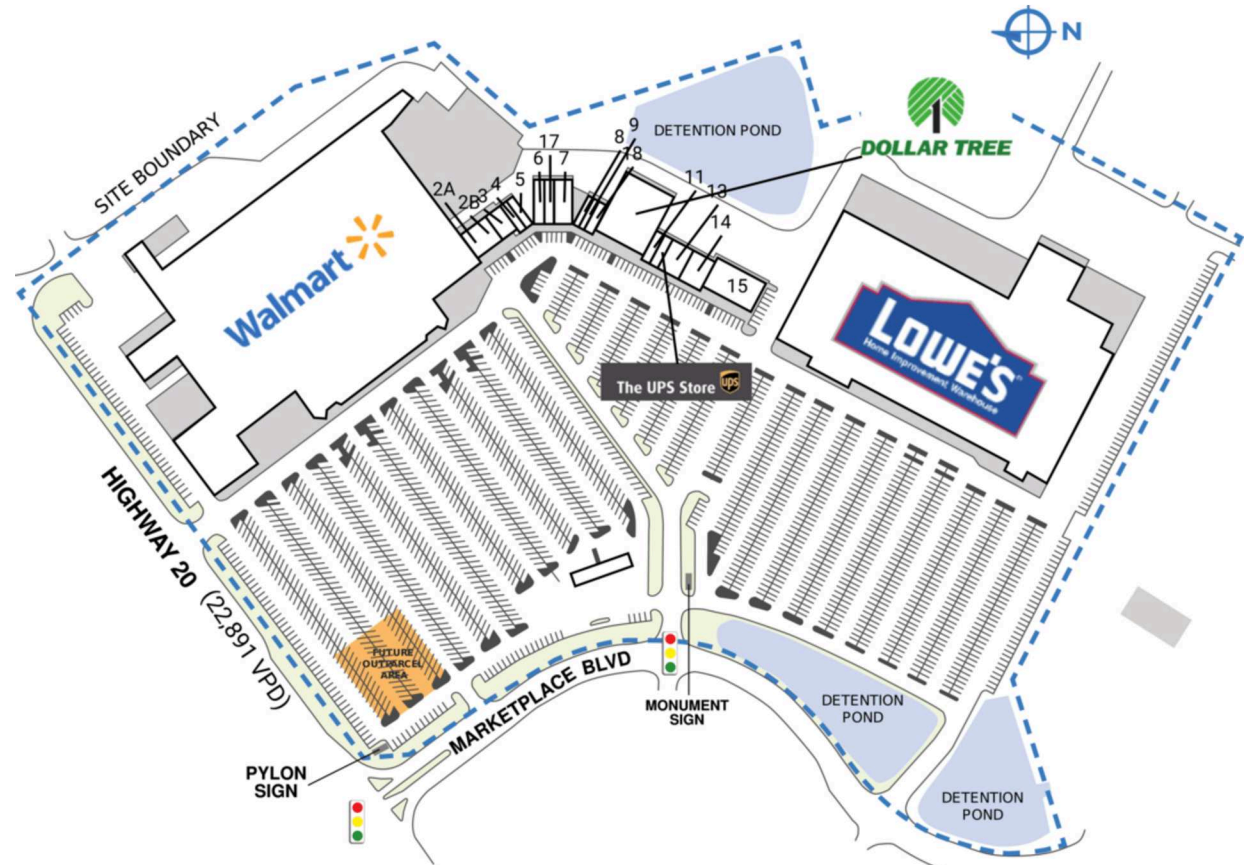 N
DETENTION POND
DOLLAR TREE
SITE BOUNDARY
9
8
17
18
6
7
4
5
3
2A
2B
11
13
14
15
Walmart
LOWE'S
Home Improvement Warehouse
The UPS Store
ups
HIGHWAY 20
(22,891 VPD)
FUTURE
OUTPARCEL
AREA
MARKETPLACE BLVD
MONUMENT
SIGN
DETENTION
POND
PYLON
SIGN
DETENTION
POND